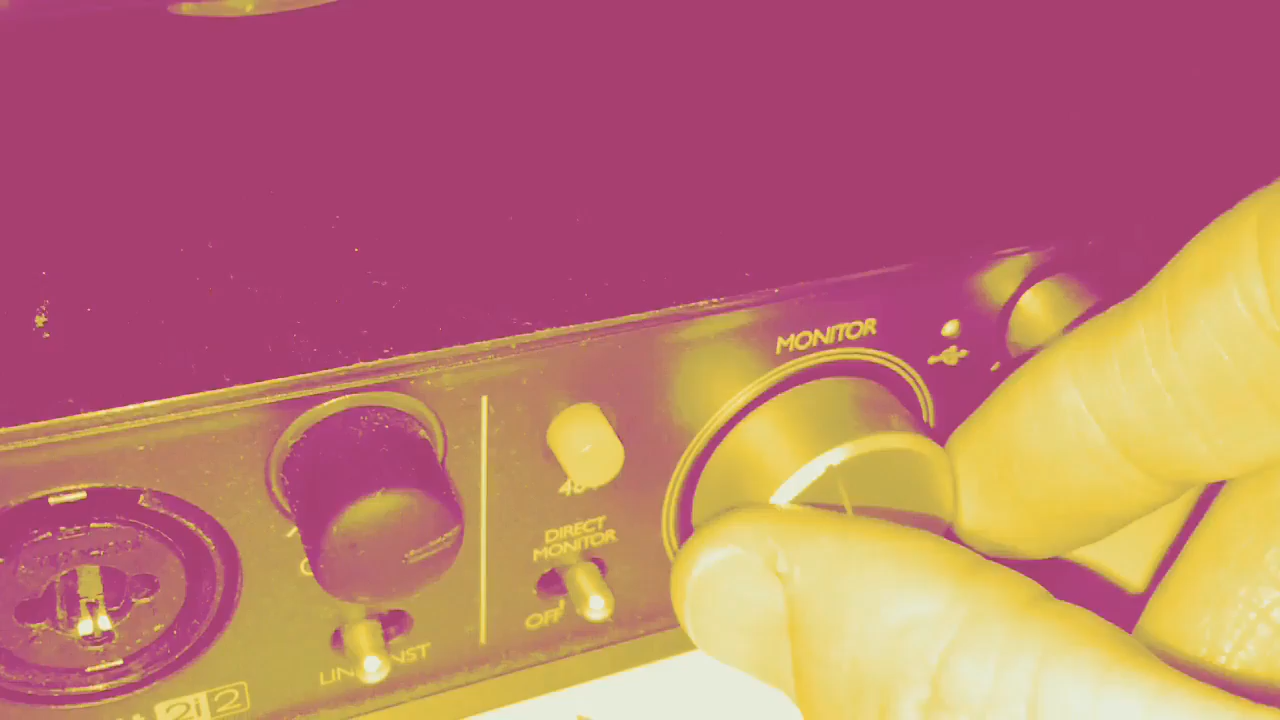 MONITOR
48V
DIRECT
MONITOR
OFF
LINE INST
2i2